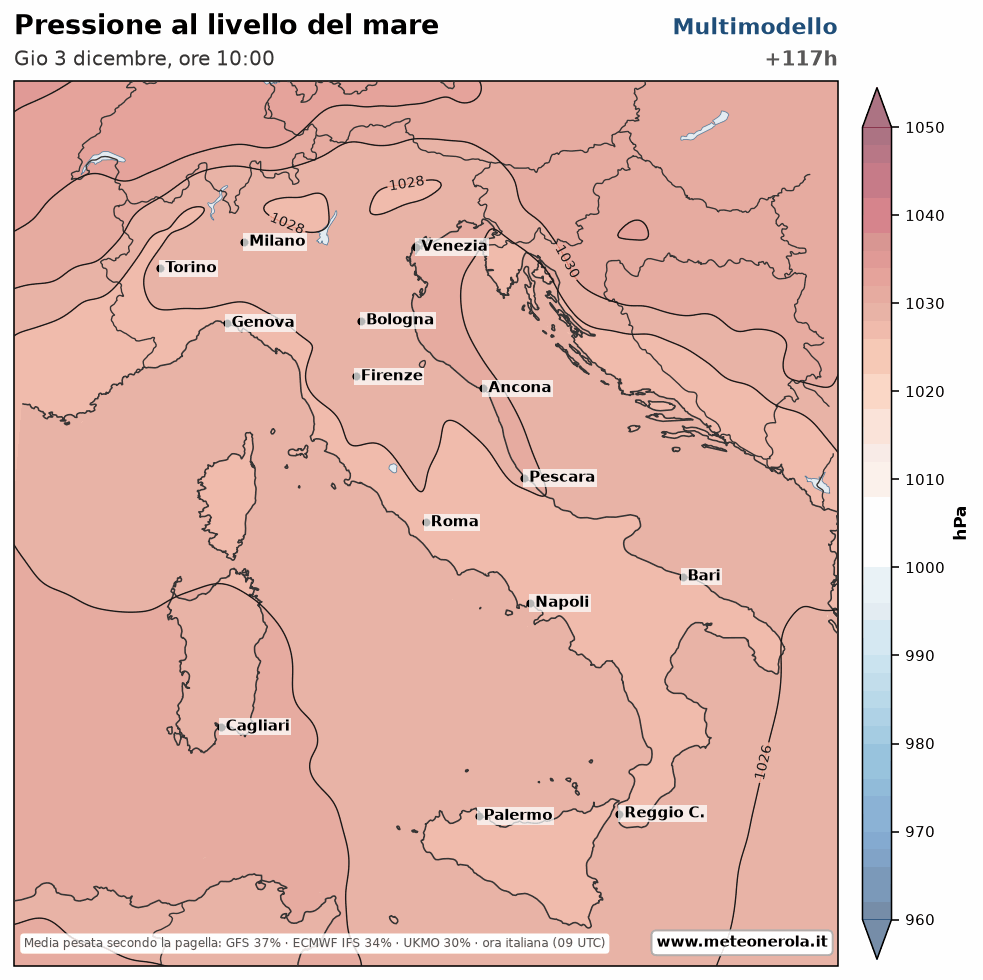 Pressione al livello del mare
Multimodello
Gio 3 dicembre, ore 10:00
+117h
1050
1040
1030
1020
1010
1000
990
980
970
960
hPa
1028
1028
1030
1026
Milano
Venezia
Torino
Genova
Bologna
Firenze
Ancona
Pescara
Roma
Bari
Napoli
Cagliari
Palermo
Reggio C.
Media pesata secondo la pagella: GFS 37% · ECMWF IFS 34% · UKMO 30% · ora italiana (09 UTC)
www.meteonerola.it